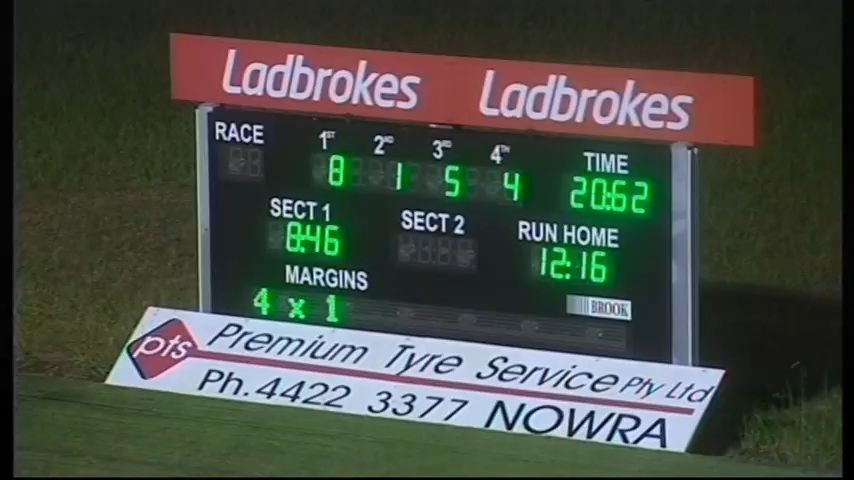 Ladbrokes Ladbrokes
RACE 1ST 2ND 3RD 4TH TIME
8 1 5 4 20:62
SECT 1 SECT 2 RUN HOME
8:46 12:16
MARGINS
4 x 1 BROOK
pts Premium Tyre Service Pty Ltd
Ph. 4422 3377 NOWRA